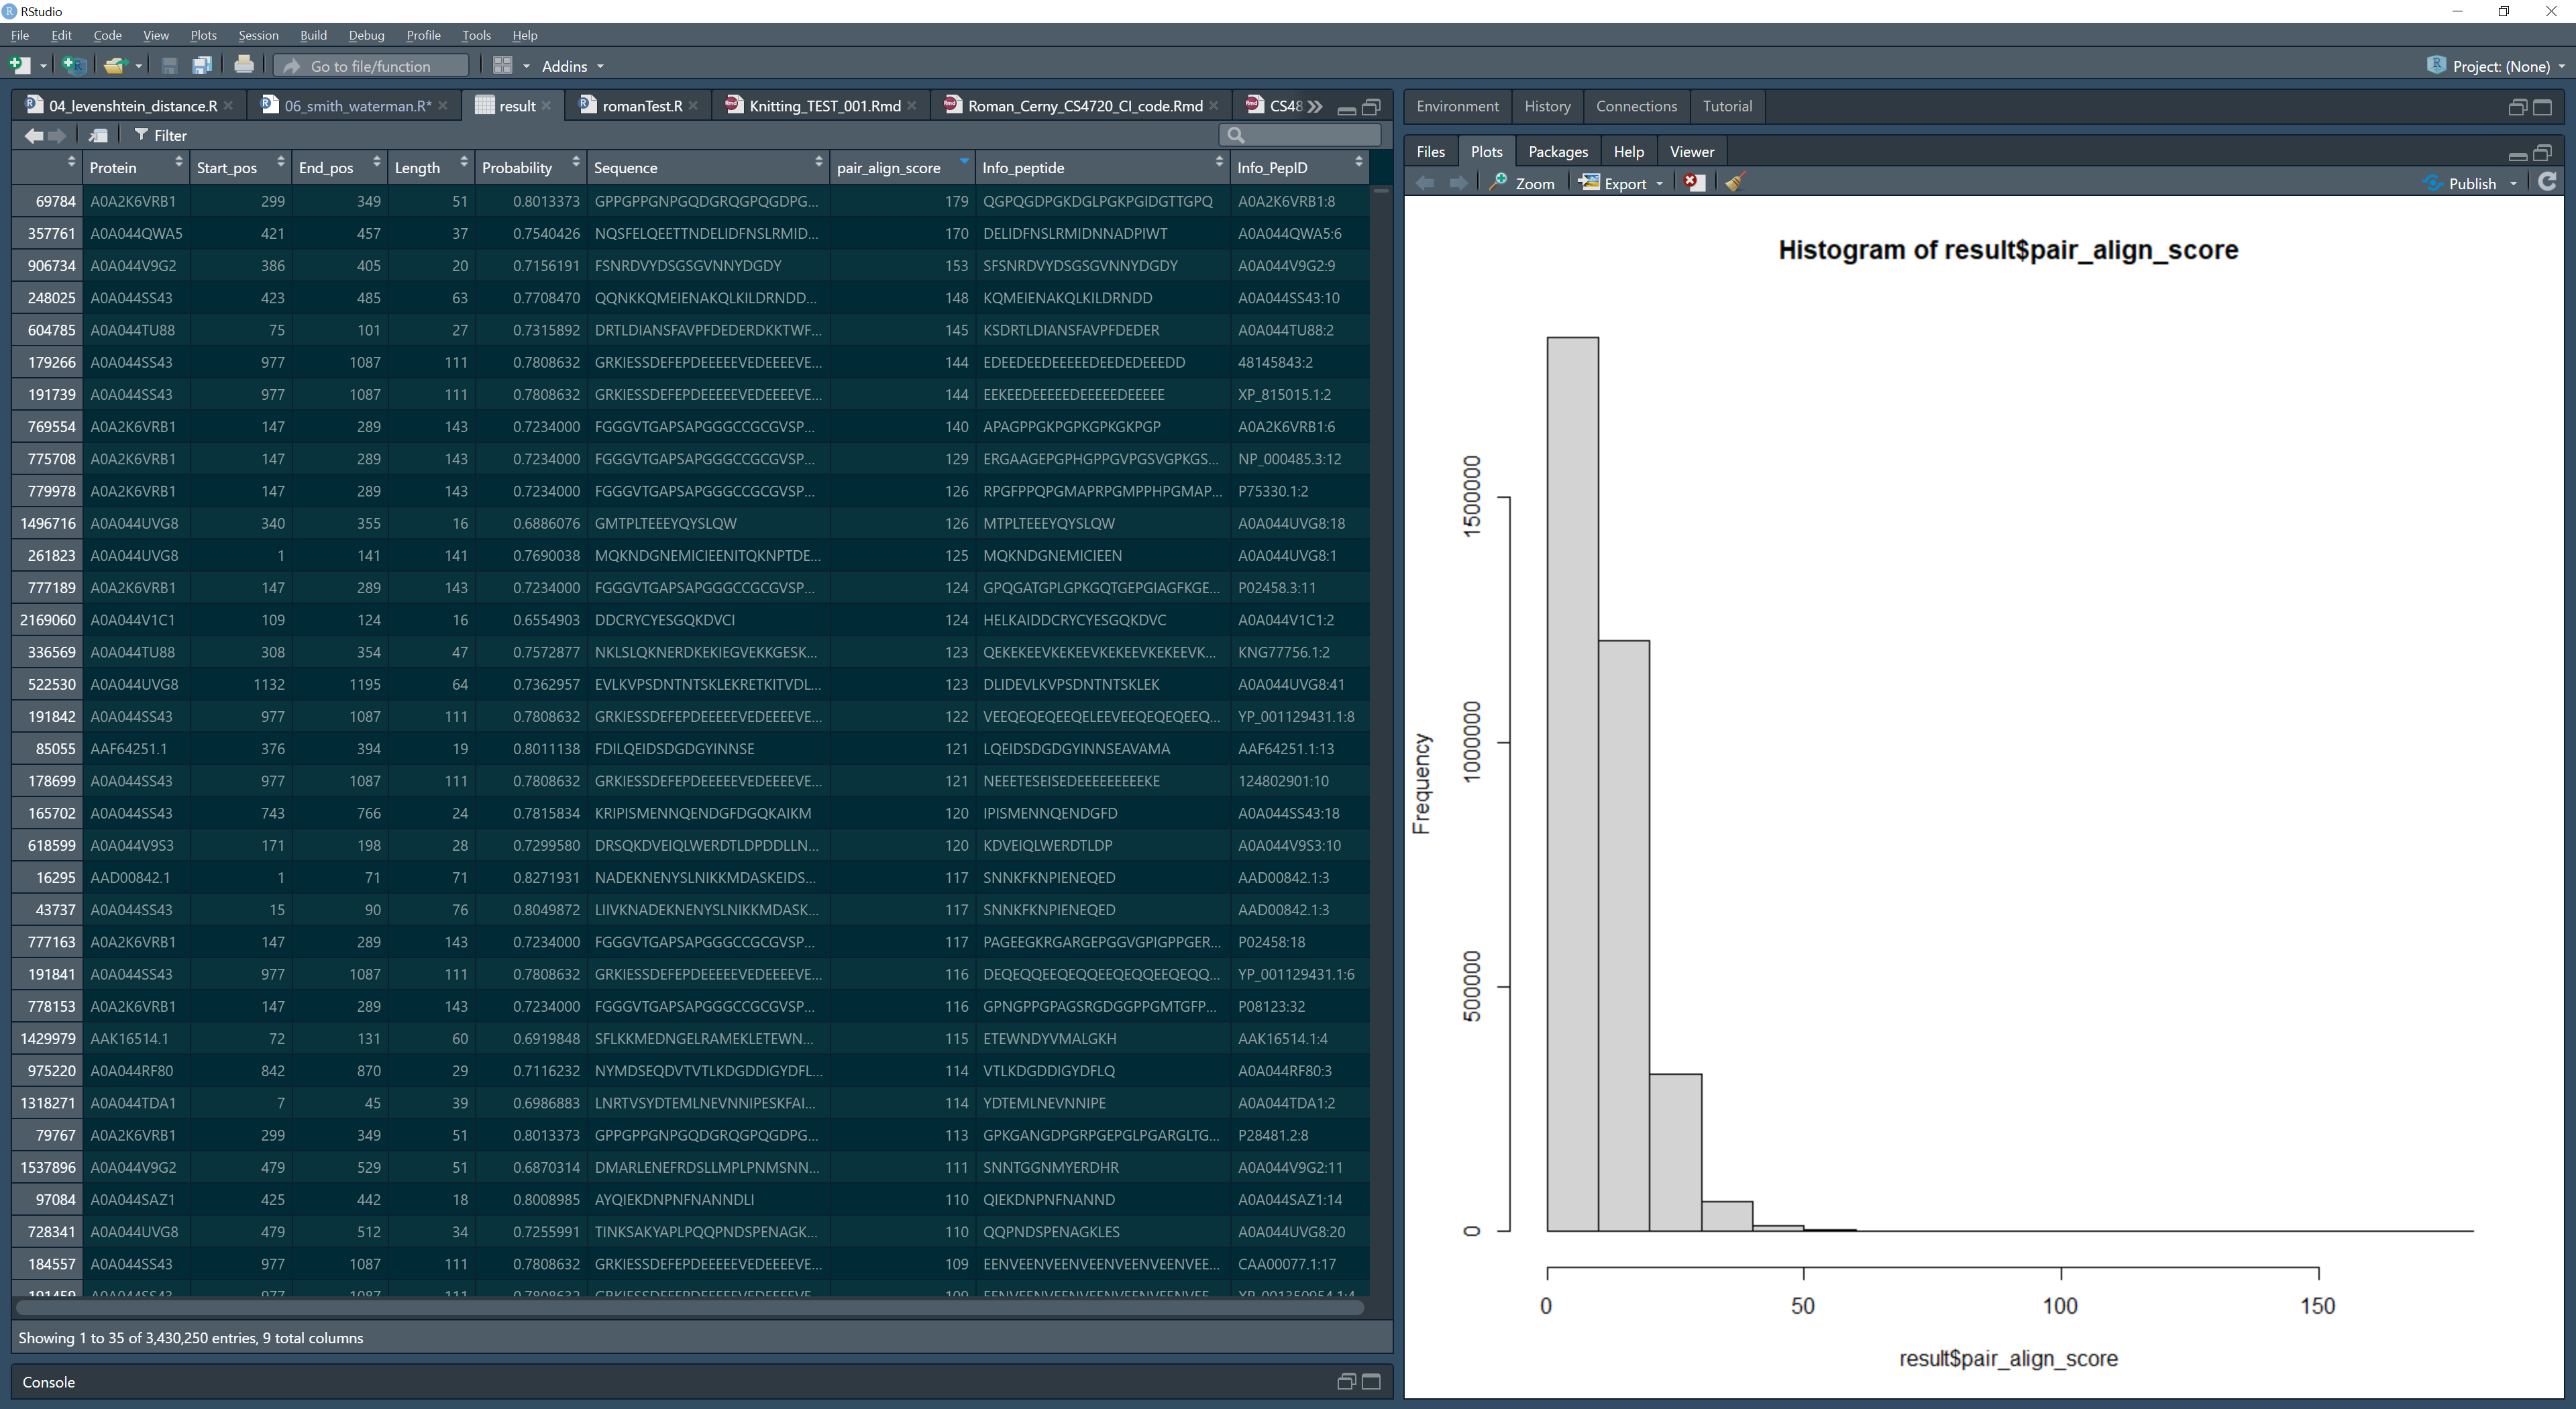 RStudio
File Edit Code View Plots Session Build Debug Profile Tools Help
Go to file/function Addins Project: (None)
04_levenshtein_distance.R 06_smith_waterman.R* result romanTest.R Knitting_TEST_001.Rmd Roman_Cerny_CS4720_CI_code.Rmd CS48
Filter
Protein Start_pos End_pos Length Probability Sequence pair_align_score Info_peptide Info_PepID
69784 A0A2K6VRB1 299 349 51 0.8013373 GPPGPPGNPGQDGRQGPQGDPG... 179 QGPQGDPGKDGLPGKPGIDGTTGPQ A0A2K6VRB1:8
357761 A0A044QWA5 421 457 37 0.7540426 NQSFELQEETTNDELIDFNSLRMID... 170 DELIDFNSLRMIDNNADPIWT A0A044QWA5:6
906734 A0A044V9G2 386 405 20 0.7156191 FSNRDVYDSGSGVNNYDGDY 153 SFSNRDVYDSGSGVNNYDGDY A0A044V9G2:9
248025 A0A044SS43 423 485 63 0.7708470 QQNKKQMEIENAKQLKILDRNDD... 148 KQMEIENAKQLKILDRNDD A0A044SS43:10
604785 A0A044TU88 75 101 27 0.7315892 DRTLDIANSFAVPFDEDERDKKTWF... 145 KSDRTLDIANSFAVPFDEDER A0A044TU88:2
179266 A0A044SS43 977 1087 111 0.7808632 GRKIESSDEFEPDEEEEEVEDEEEEVE... 144 EDEEDEEDEEEEEDEEDEDEEEDD 48145843:2
191739 A0A044SS43 977 1087 111 0.7808632 GRKIESSDEFEPDEEEEEVEDEEEEVE... 144 EEKEEDEEEEEDEEEEEDEEEEE XP_815015.1:2
769554 A0A2K6VRB1 147 289 143 0.7234000 FGGGVTGAPSAPGGGCCGCGVSP... 140 APAGPPGKPGPKGPKGKPGP A0A2K6VRB1:6
775708 A0A2K6VRB1 147 289 143 0.7234000 FGGGVTGAPSAPGGGCCGCGVSP... 129 ERGAAGEPGPHGPPGVPGSVGPKGS... NP_000485.3:12
779978 A0A2K6VRB1 147 289 143 0.7234000 FGGGVTGAPSAPGGGCCGCGVSP... 126 RPGFPPQPGMAPRPGMPPHPGMAP... P75330.1:2
1496716 A0A044UVG8 340 355 16 0.6886076 GMTPLTEEEYQYSLQW 126 MTPLTEEEYQYSLQW A0A044UVG8:18
261823 A0A044UVG8 1 141 141 0.7690038 MQKNDGNEMICIEENITQKNPTDE... 125 MQKNDGNEMICIEEN A0A044UVG8:1
777189 A0A2K6VRB1 147 289 143 0.7234000 FGGGVTGAPSAPGGGCCGCGVSP... 124 GPQGATGPLGPKGQTGEPGIAGFKGE... P02458.3:11
2169060 A0A044V1C1 109 124 16 0.6554903 DDCRYCYESGQKDVCI 124 HELKAIDDCRYCYESGQKDVC A0A044V1C1:2
336569 A0A044TU88 308 354 47 0.7572877 NKLSLQKNERDKEKIEGVEKKGESK... 123 QEKEKEEVKEKEEVKEKEEVKEKEEVK... KNG77756.1:2
522530 A0A044UVG8 1132 1195 64 0.7362957 EVLKVPSDNTNTSKLEKRETKITVDL... 123 DLIDEVLKVPSDNTNTSKLEK A0A044UVG8:41
191842 A0A044SS43 977 1087 111 0.7808632 GRKIESSDEFEPDEEEEEVEDEEEEVE... 122 VEEQEQEQEEQELEEVEEQEQEQEEQ... YP_001129431.1:8
85055 AAF64251.1 376 394 19 0.8011138 FDILQEIDSDGDGYINNSE 121 LQEIDSDGDGYINNSEAVAMA AAF64251.1:13
178699 A0A044SS43 977 1087 111 0.7808632 GRKIESSDEFEPDEEEEEVEDEEEEVE... 121 NEEETESEISEDEEEEEEEEEKE 124802901:10
165702 A0A044SS43 743 766 24 0.7815834 KRIPISMENNQENDGFDGQKAIKM 120 IPISMENNQENDGFD A0A044SS43:18
618599 A0A044V9S3 171 198 28 0.7299580 DRSQKDVEIQLWERDTLDPDDLLN... 120 KDVEIQLWERDTLDP A0A044V9S3:10
16295 AAD00842.1 1 71 71 0.8271931 NADEKNENYSLNIKKMDASKEIDS... 117 SNNKFKNPIENEQED AAD00842.1:3
43737 A0A044SS43 15 90 76 0.8049872 LIIVKNADEKNENYSLNIKKMDASK... 117 SNNKFKNPIENEQED AAD00842.1:3
777163 A0A2K6VRB1 147 289 143 0.7234000 FGGGVTGAPSAPGGGCCGCGVSP... 117 PAGEEGKRGARGEPGGVGPIGPPGER... P02458:18
191841 A0A044SS43 977 1087 111 0.7808632 GRKIESSDEFEPDEEEEEVEDEEEEVE... 116 DEQEQQEEQEQQEEQEQQEEQEQQ... YP_001129431.1:6
778153 A0A2K6VRB1 147 289 143 0.7234000 FGGGVTGAPSAPGGGCCGCGVSP... 116 GPNGPPGPAGSRGDGGPPGMTGFP... P08123:32
1429979 AAK16514.1 72 131 60 0.6919848 SFLKKMEDNGELRAMEKLETEWN... 115 ETEWNDYVMALGKH AAK16514.1:4
975220 A0A044RF80 842 870 29 0.7116232 NYMDSEQDVTVTLKDGDDIGYDFL... 114 VTLKDGDDIGYDFLQ A0A044RF80:3
1318271 A0A044TDA1 7 45 39 0.6986883 LNRTVSYDTEMLNEVNNIPESKFAI... 114 YDTEMLNEVNNIPE A0A044TDA1:2
79767 A0A2K6VRB1 299 349 51 0.8013373 GPPGPPGNPGQDGRQGPQGDPG... 113 GPKGANGDPGRPGEPGLPGARGLTG... P28481.2:8
1537896 A0A044V9G2 479 529 51 0.6870314 DMARLENEFRDSLLMPLPNMSNN... 111 SNNTGGNMYERDHR A0A044V9G2:11
97084 A0A044SAZ1 425 442 18 0.8008985 AYQIEKDNPNFNANNDLI 110 QIEKDNPNFNANND A0A044SAZ1:14
728341 A0A044UVG8 479 512 34 0.7255991 TINKSAKYAPLPQQPNDSPENAGK... 110 QQPNDSPENAGKLES A0A044UVG8:20
184557 A0A044SS43 977 1087 111 0.7808632 GRKIESSDEFEPDEEEEEVEDEEEEVE... 109 EENVEENVEENVEENVEENVEENVEE... CAA00077.1:17
Showing 1 to 35 of 3,430,250 entries, 9 total columns
Console
Environment History Connections Tutorial
Files Plots Packages Help Viewer
Zoom Export Publish
Histogram of result$pair_align_score
Frequency
1500000
1000000
500000
0
0 50 100 150
result$pair_align_score